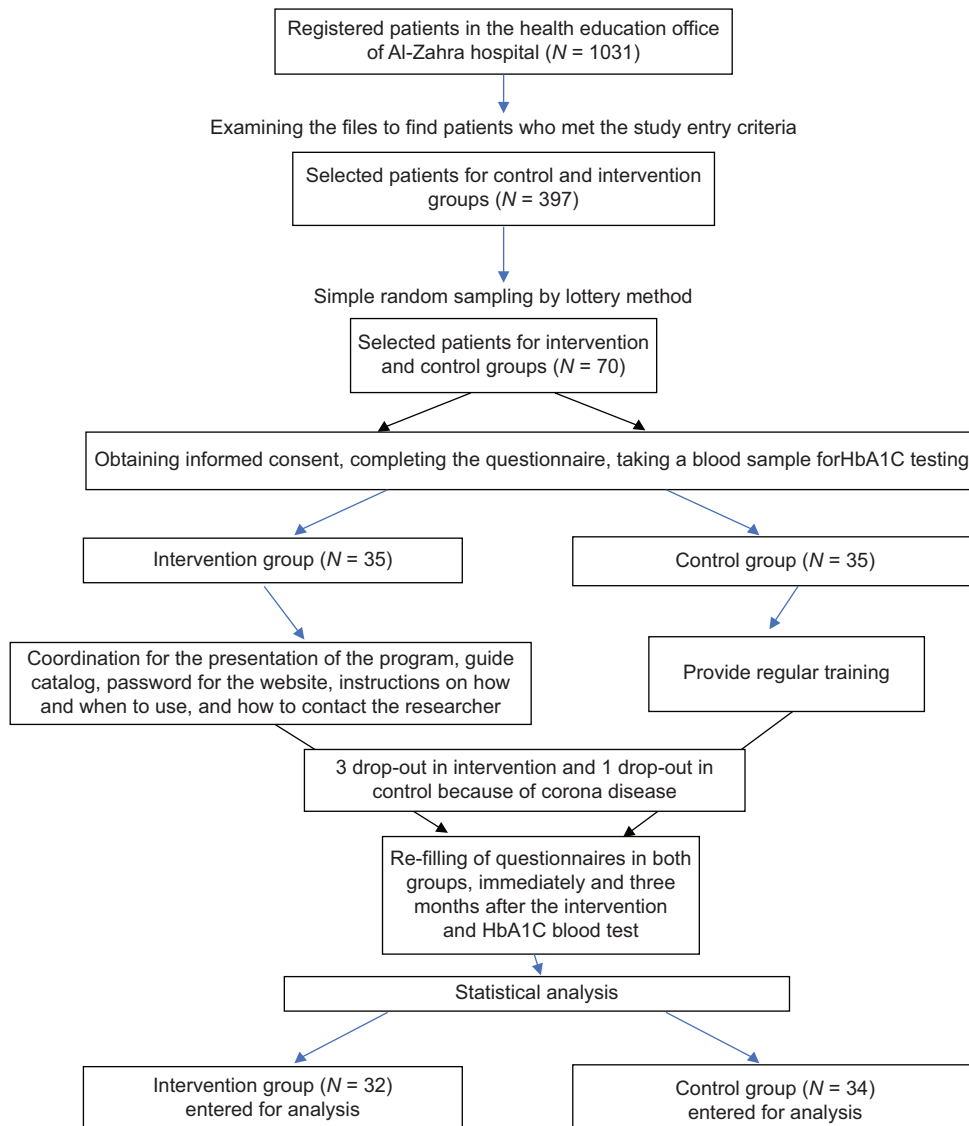 Registered patients in the health education office
of Al-Zahra hospital (N = 1031)
Examining the files to find patients who met the study entry criteria
Selected patients for control and intervention
groups (N = 397)
Simple random sampling by lottery method
Selected patients for intervention
and control groups (N = 70)
Obtaining informed consent, completing the questionnaire, taking a blood sample forHbA1C testing
Intervention group (N = 35)
Control group (N = 35)
Coordination for the presentation of the program, guide
catalog, password for the website, instructions on how
and when to use, and how to contact the researcher
Provide regular training
3 drop-out in intervention and 1 drop-out in
control because of corona disease
Re-filling of questionnaires in both
groups, immediately and three
months after the intervention
and HbA1C blood test
Statistical analysis
Intervention group (N = 32)
entered for analysis
Control group (N = 34)
entered for analysis